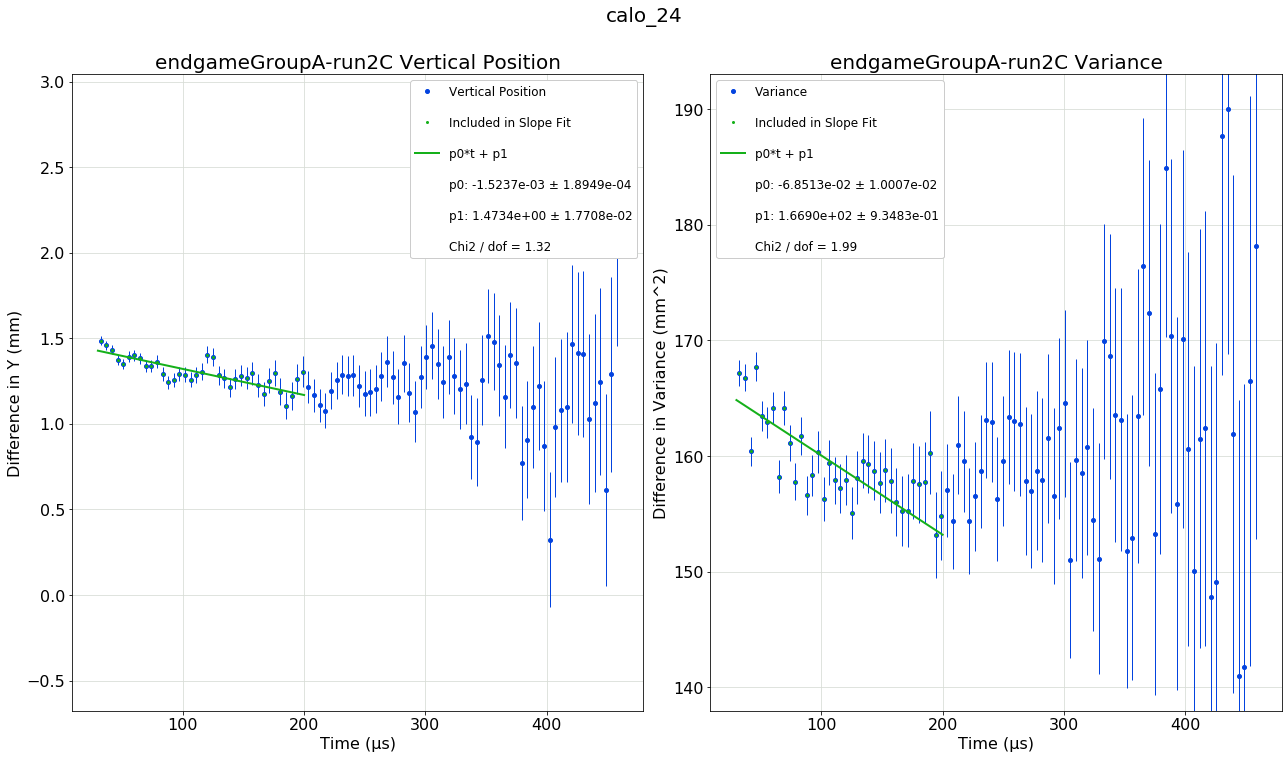 calo_24
endgameGroupA-run2C Vertical Position
Vertical Position
Included in Slope Fit
p0*t + p1
p0: -1.5237e-03 ± 1.8949e-04
p1: 1.4734e+00 ± 1.7708e-02
Chi2 / dof = 1.32
Difference in Y (mm)
3.0
2.5
2.0
1.5
1.0
0.5
0.0
−0.5
100 200 300 400
Time (μs)
endgameGroupA-run2C Variance
Variance
Included in Slope Fit
p0*t + p1
p0: -6.8513e-02 ± 1.0007e-02
p1: 1.6690e+02 ± 9.3483e-01
Chi2 / dof = 1.99
Difference in Variance (mm^2)
190
180
170
160
150
140
100 200 300 400
Time (μs)